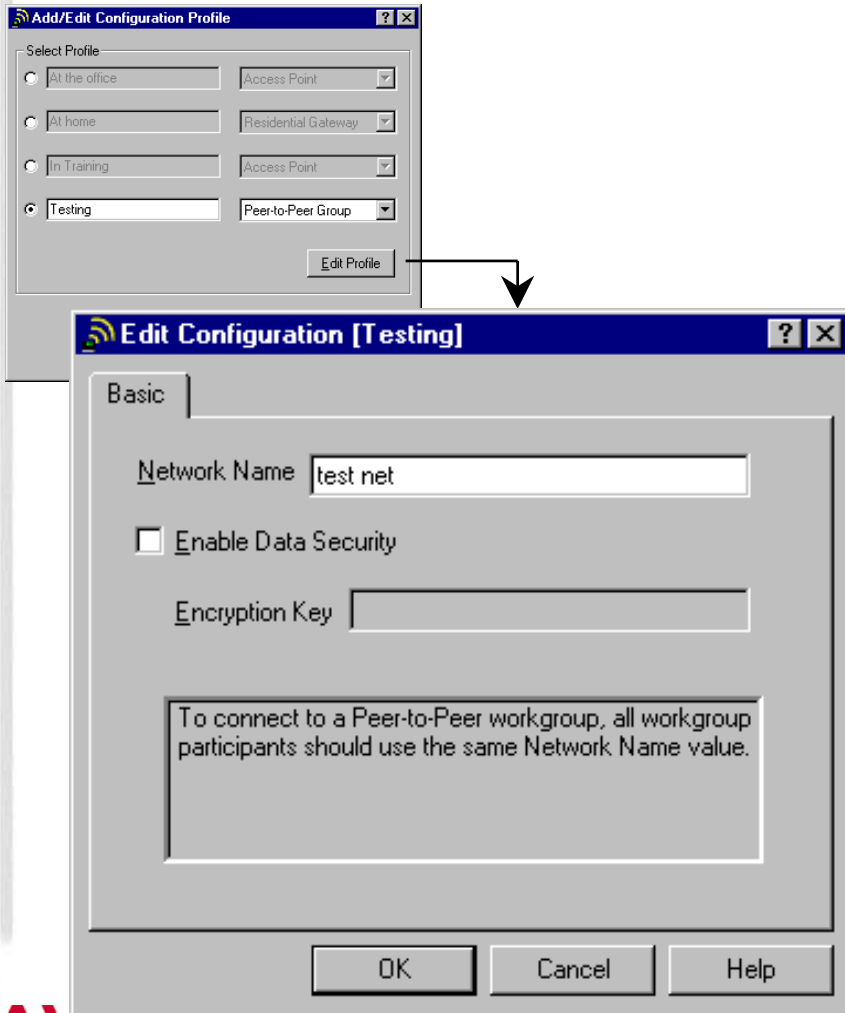 Add/Edit Configuration Profile
Select Profile
At the office Access Point
At home Residential Gateway
In Training Access Point
Testing Peer-to-Peer Group
Edit Profile
Edit Configuration [Testing]
Basic
Network Name test net
Enable Data Security
Encryption Key
To connect to a Peer-to-Peer workgroup, all workgroup
participants should use the same Network Name value.
OK Cancel Help